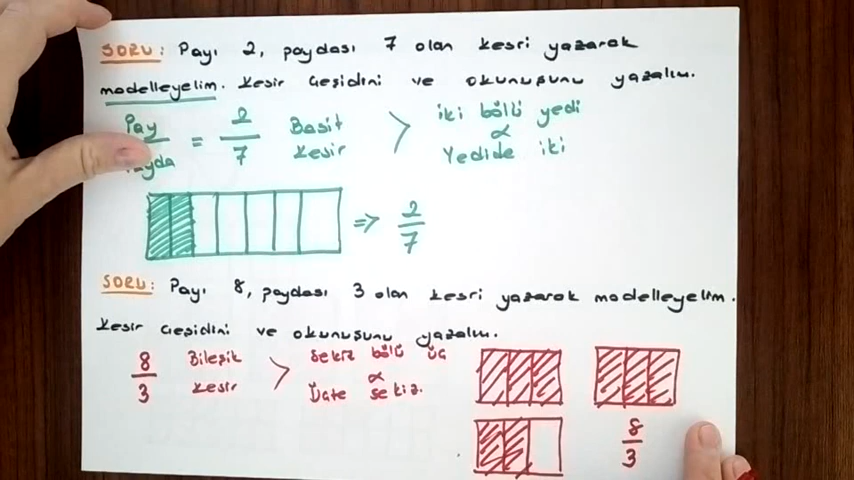 SORU: Payı 2, paydası 7 olan kesri yazarak
modelleyelim. Kesir çeşidini ve okunuşunu yazalım.
Pay = 2 Basit > iki bölü yedi
α
Payda 7 Kesir Yedide iki
=> 2
7
SORU: Payı 8, paydası 3 olan kesri yazarak modelleyelim.
Kesir çeşidini ve okunuşunu yazalım.
8 Bileşik > Sekiz bölü üç
α
3 Kesir Üçte sekiz.
8
3